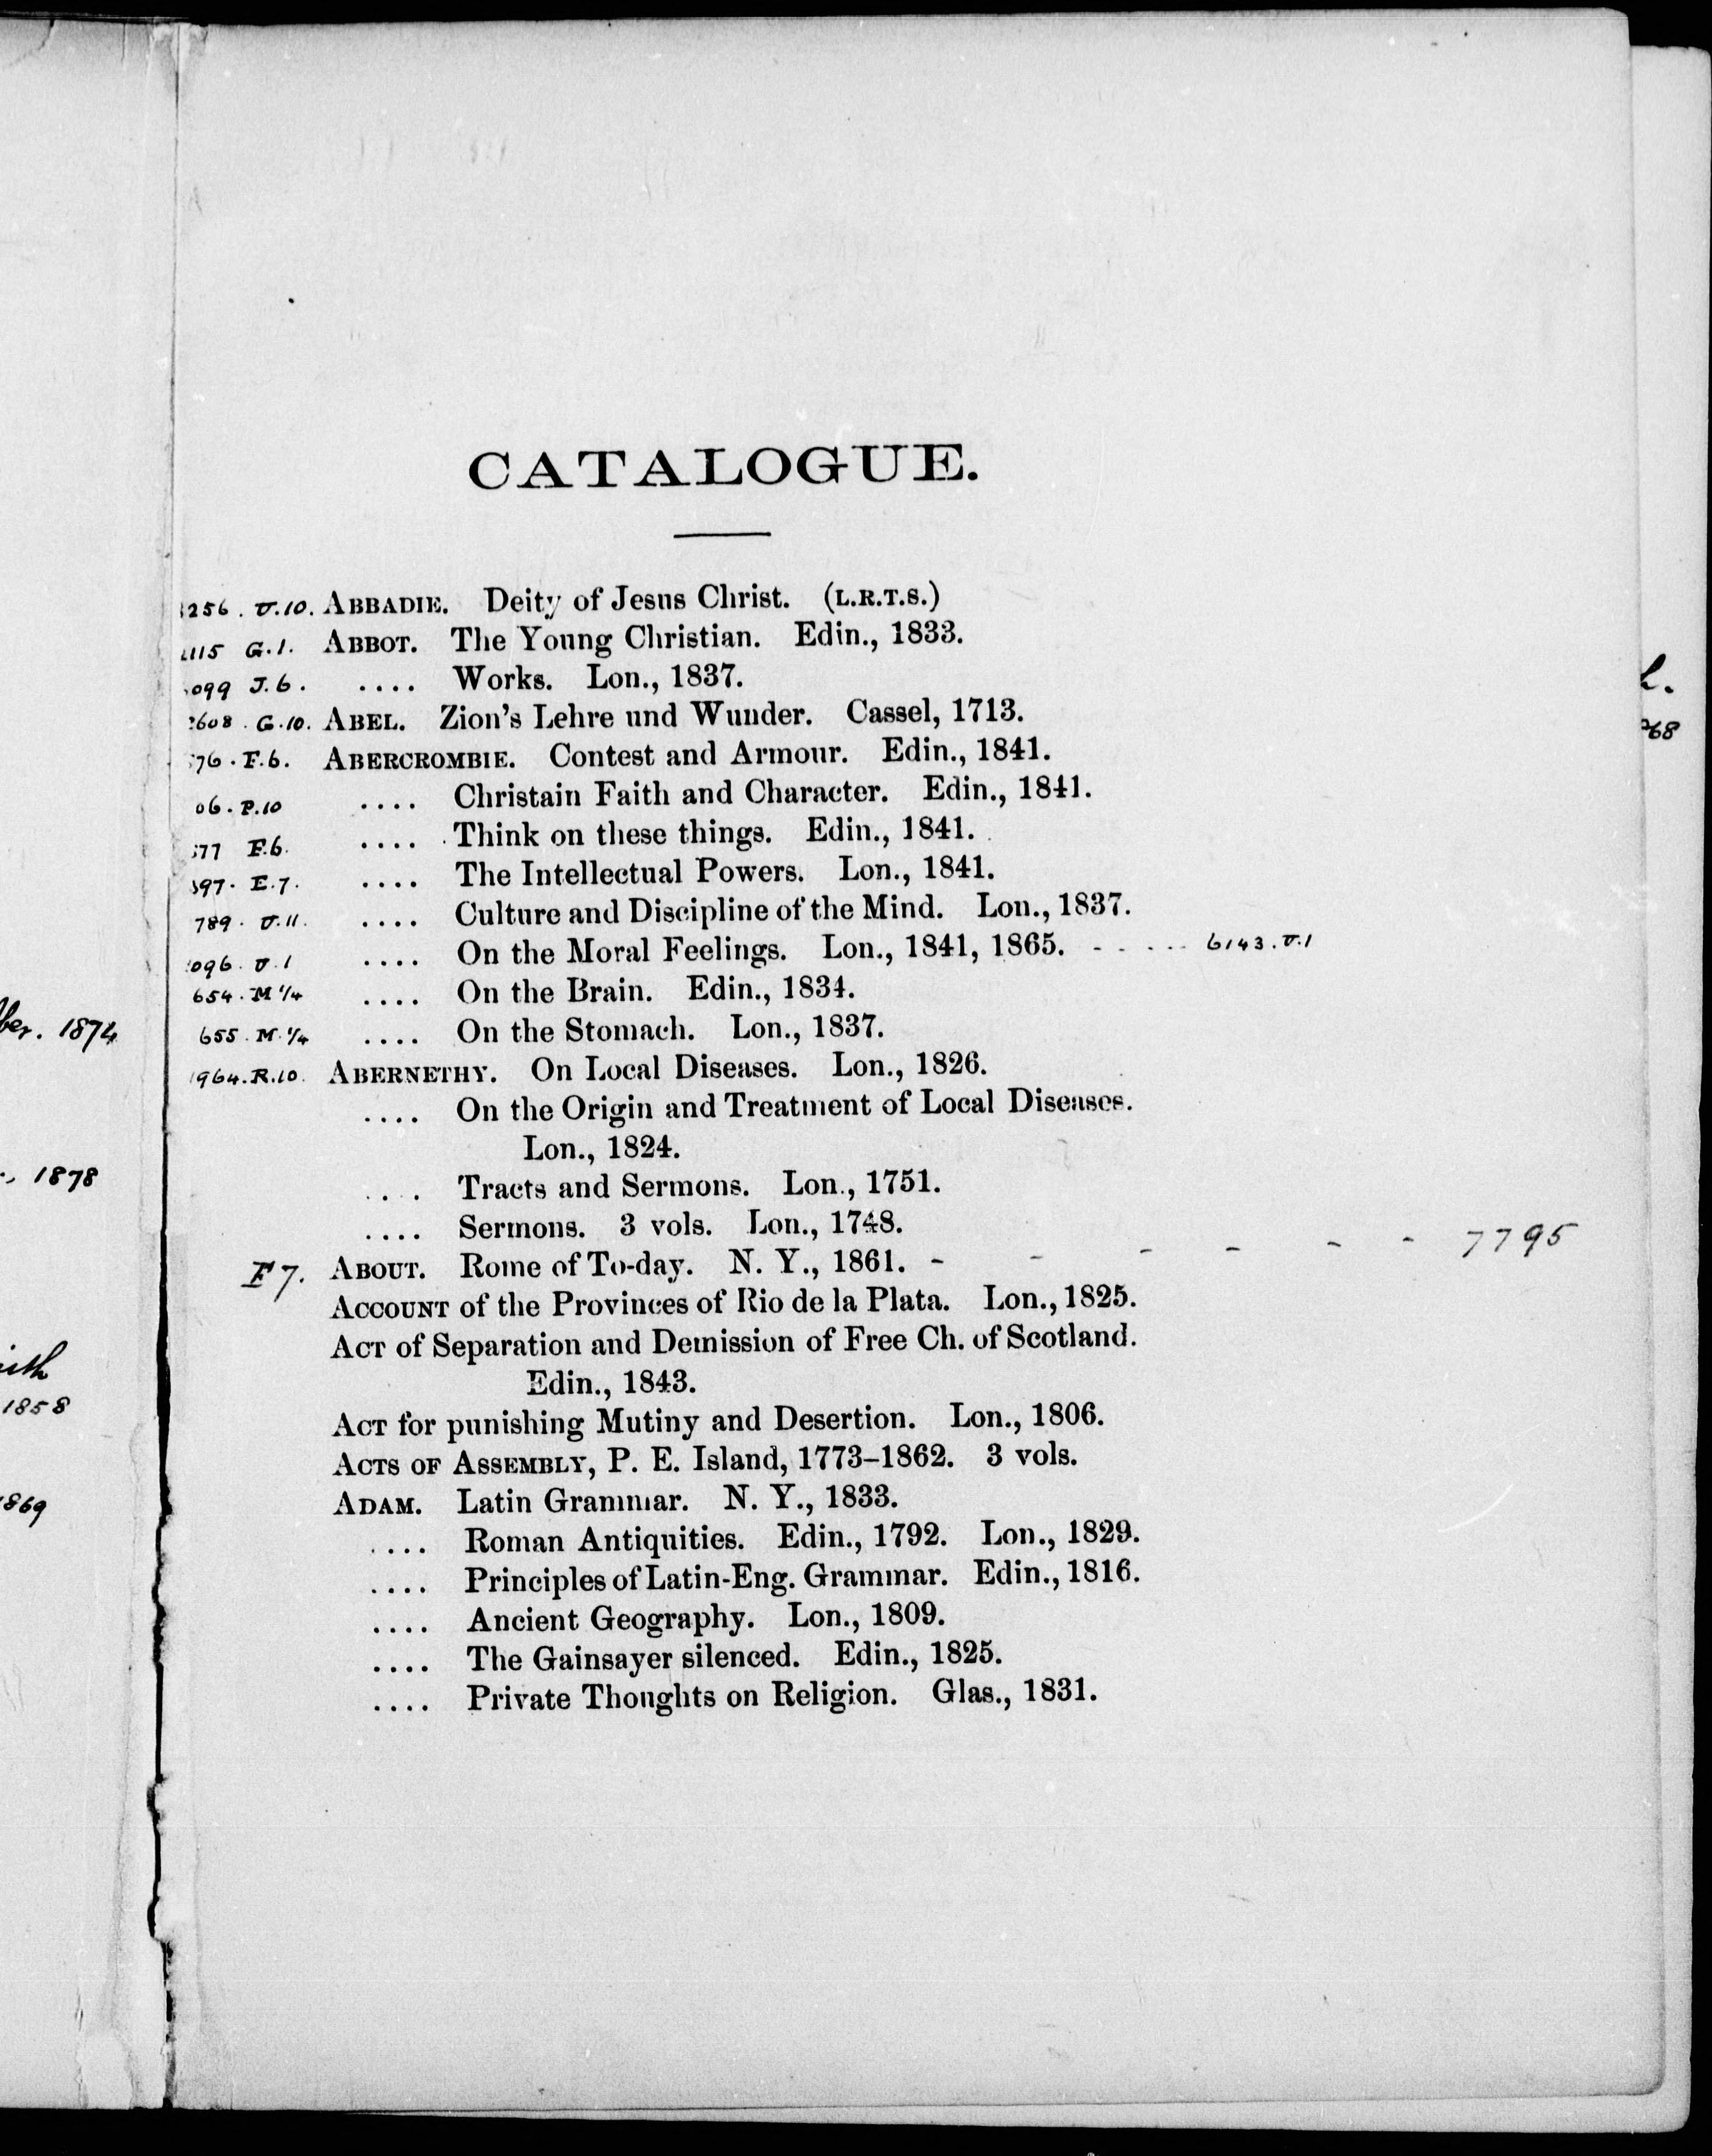 CATALOGUE.
256. U.10. ABBADIE. Deity of Jesus Christ. (L.R.T.S.)
115 G.1. ABBOT. The Young Christian. Edin., 1833.
099 J.6. .... Works. Lon., 1837.
2608. G.10. ABEL. Zion's Lehre und Wunder. Cassel, 1713.
76. F.6. ABERCROMBIE. Contest and Armour. Edin., 1841.
06. P.10 .... Christain Faith and Character. Edin., 1841.
77 F.6. .... Think on these things. Edin., 1841.
97. E.7. .... The Intellectual Powers. Lon., 1841.
789. U.11. .... Culture and Discipline of the Mind. Lon., 1837.
096. U.1 .... On the Moral Feelings. Lon., 1841, 1865. - - - - - 6143.U.1
654. M 1/4 .... On the Brain. Edin., 1834.
655. M. 1/4 .... On the Stomach. Lon., 1837.
964. R.10. ABERNETHY. On Local Diseases. Lon., 1826.
.... On the Origin and Treatment of Local Diseases.
Lon., 1824.
.... Tracts and Sermons. Lon., 1751.
.... Sermons. 3 vols. Lon., 1748.
F 7. ABOUT. Rome of To-day. N. Y., 1861. - - - - - - 7795
ACCOUNT of the Provinces of Rio de la Plata. Lon., 1825.
ACT of Separation and Demission of Free Ch. of Scotland.
Edin., 1843.
ACT for punishing Mutiny and Desertion. Lon., 1806.
ACTS OF ASSEMBLY, P. E. Island, 1773–1862. 3 vols.
ADAM. Latin Grammar. N. Y., 1833.
.... Roman Antiquities. Edin., 1792. Lon., 1829.
.... Principles of Latin-Eng. Grammar. Edin., 1816.
.... Ancient Geography. Lon., 1809.
.... The Gainsayer silenced. Edin., 1825.
.... Private Thoughts on Religion. Glas., 1831.
1874
1878
1858
1869
68